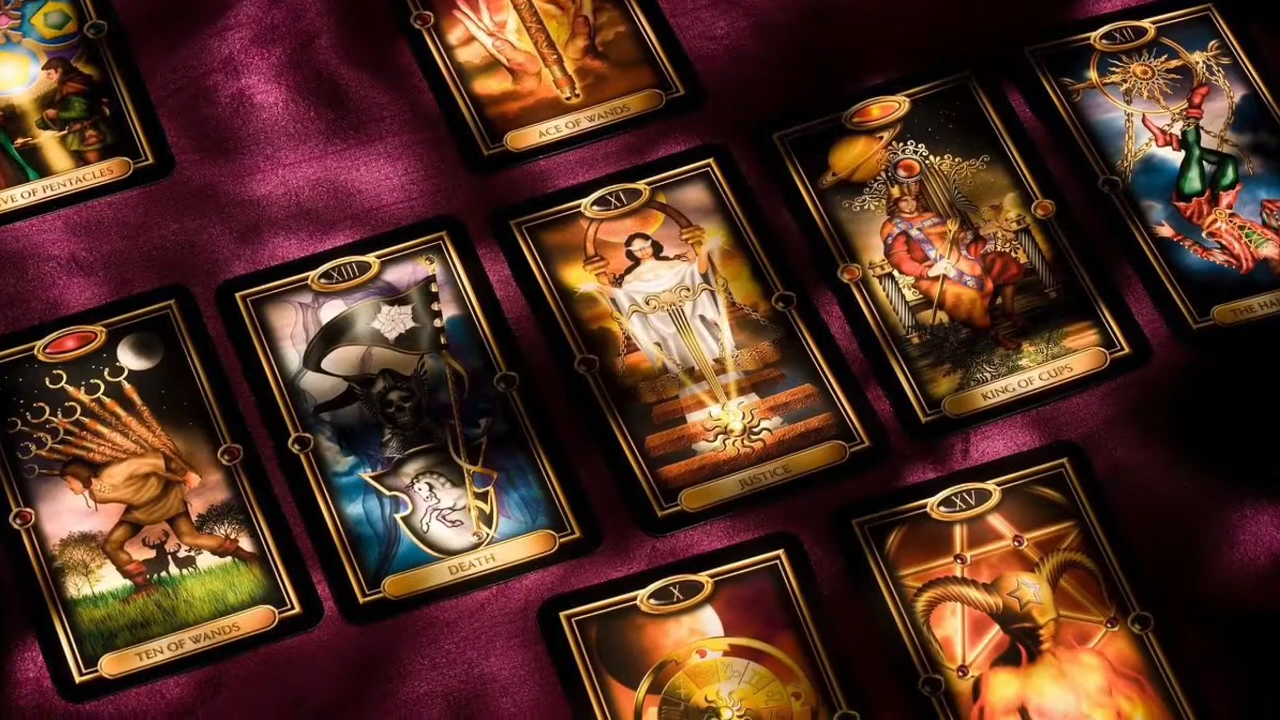 VE OF PENTACLES
ACE OF WANDS
XII
THE HA
KING OF CUPS
XI
JUSTICE
XIII
DEATH
TEN OF WANDS
X
XV